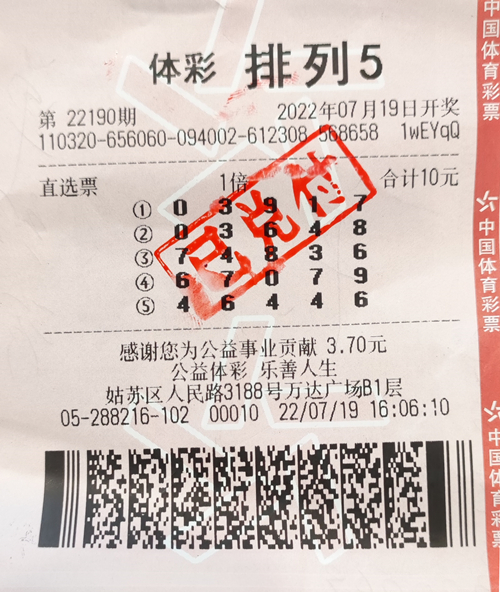 体彩 排列5
第 22190期 2022年07月19日开奖
110320-656060-094002-612308 568658 1wEYqQ
直选票 1倍 合计10元
① 0 3 9 1 7
② 0 3 6 4 8
③ 7 4 8 3 6
④ 6 7 0 7 9
⑤ 4 6 4 4 6
已兑付
感谢您为公益事业贡献 3.70元
公益体彩 乐善人生
姑苏区人民路3188号万达广场B1层
05-288216-102 00010 22/07/19 16:06:10
中国体育彩票
中国体育彩票
中国体育彩票